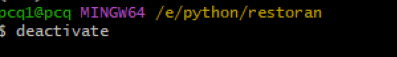 pcq1@pcq MINGW64 /e/python/restoran
$ deactivate